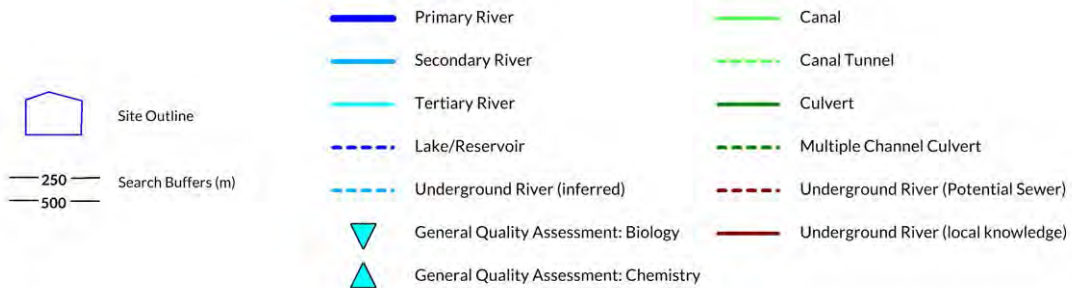 Site Outline
250
500
Search Buffers (m)
Primary River
Secondary River
Tertiary River
Lake/Reservoir
Underground River (inferred)
General Quality Assessment: Biology
General Quality Assessment: Chemistry
Canal
Canal Tunnel
Culvert
Multiple Channel Culvert
Underground River (Potential Sewer)
Underground River (local knowledge)